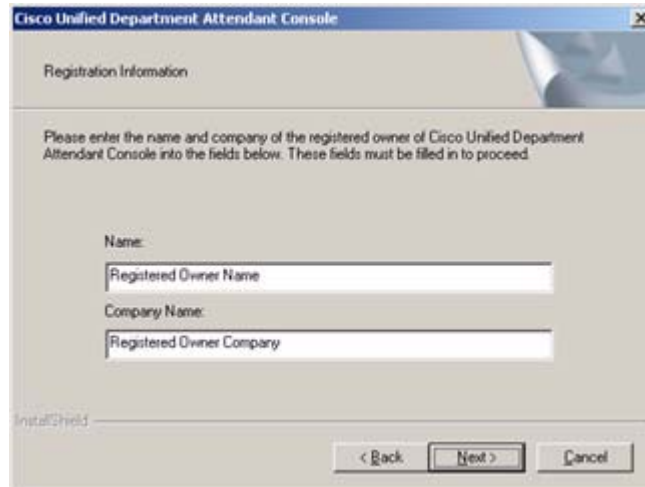 Cisco Unified Department Attendant Console
Registration Information
Please enter the name and company of the registered owner of Cisco Unified Department
Attendant Console into the fields below. These fields must be filled in to proceed.
Name:
Registered Owner Name
Company Name:
Registered Owner Company
InstallShield
< Back
Next >
Cancel